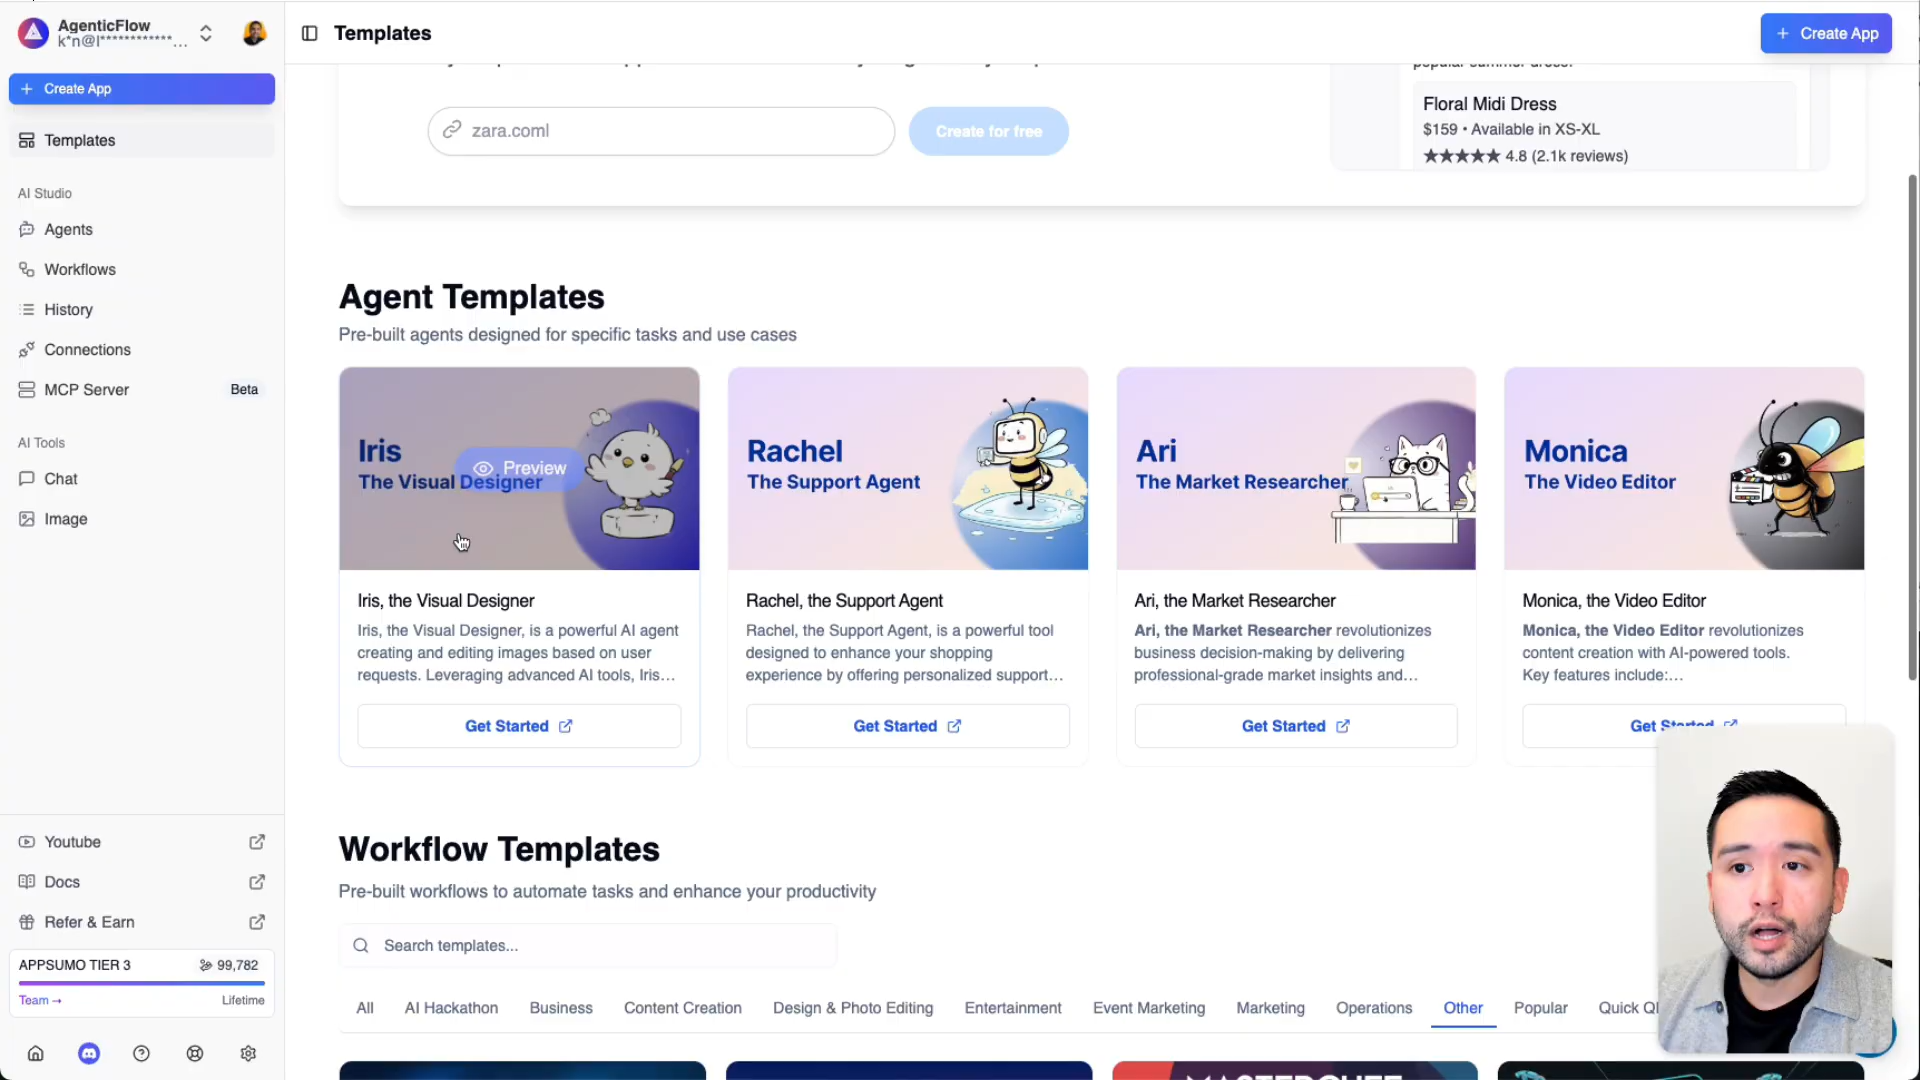 AgenticFlow
k*n@l************...
Create App
Templates
AI Studio
Agents
Workflows
History
Connections
MCP Server
Beta
AI Tools
Chat
Image
Youtube
Docs
Refer & Earn
APPSUMO TIER 3
99,782
Team →
Lifetime
Templates
Create App
popular summer dress.
zara.coml
Create for free
Floral Midi Dress
$159 • Available in XS-XL
★★★★★ 4.8 (2.1k reviews)
Agent Templates
Pre-built agents designed for specific tasks and use cases
Iris
The Visual Designer
Preview
Iris, the Visual Designer
Iris, the Visual Designer, is a powerful AI agent
creating and editing images based on user
requests. Leveraging advanced AI tools, Iris...
Get Started
Rachel
The Support Agent
Rachel, the Support Agent
Rachel, the Support Agent, is a powerful tool
designed to enhance your shopping
experience by offering personalized support...
Get Started
Ari
The Market Researcher
Ari, the Market Researcher
Ari, the Market Researcher revolutionizes
business decision-making by delivering
professional-grade market insights and...
Get Started
Monica
The Video Editor
Monica, the Video Editor
Monica, the Video Editor revolutionizes
content creation with AI-powered tools.
Key features include:...
Get Started
Workflow Templates
Pre-built workflows to automate tasks and enhance your productivity
Search templates...
All
AI Hackathon
Business
Content Creation
Design & Photo Editing
Entertainment
Event Marketing
Marketing
Operations
Other
Popular
Quick
MASTERCHEF